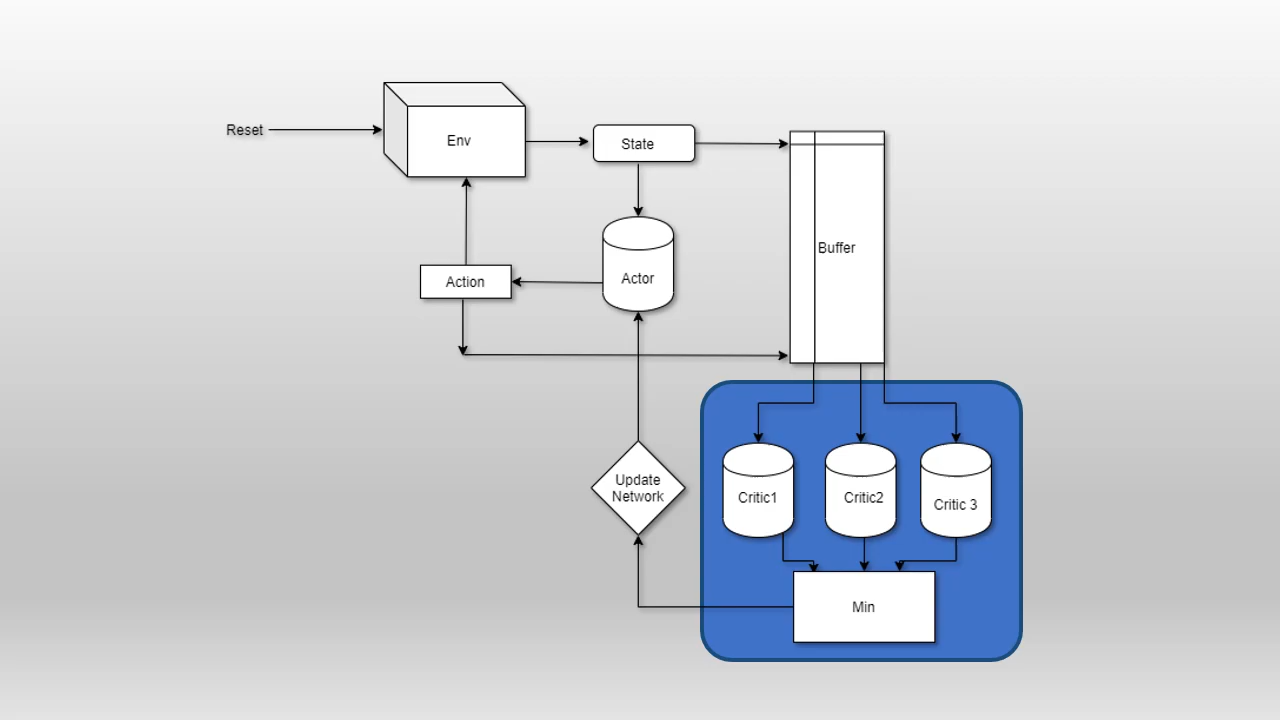 Reset
Env
State
Buffer
Action
Actor
Update
Network
Critic1
Critic2
Critic 3
Min